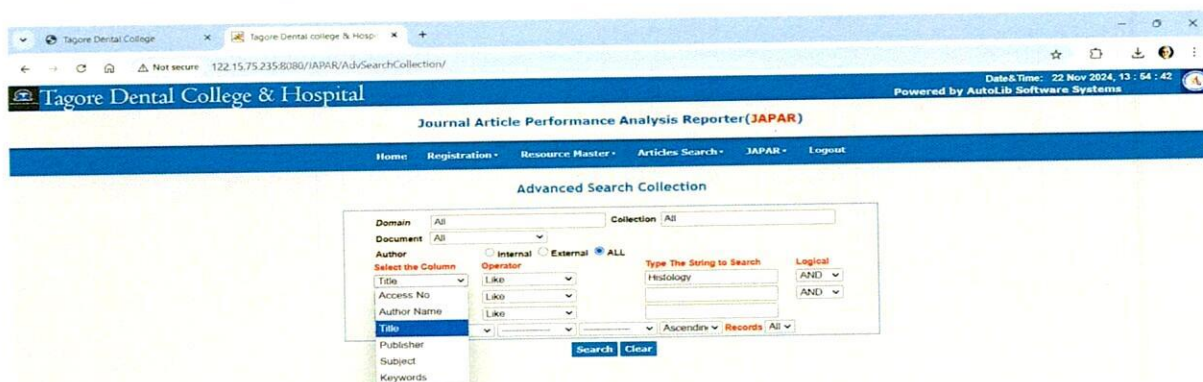 Tagore Dental College
Tagore Dental college & Hosp
Not secure 122.15.75.235:8080/JAPAR/AdvSearchCollection/
Tagore Dental College & Hospital
Date&Time: 22 Nov 2024, 13 : 54 : 42
Powered by AutoLib Software Systems
Journal Article Performance Analysis Reporter(JAPAR)
Home Registration Resource Master Articles Search JAPAR Logout
Advanced Search Collection
Domain All Collection All
Document All
Author Internal External ALL
Select the Column Operator Type The String to Search Logical
Title Like Histology AND
Access No Like AND
Author Name Like
Title ------------ ------------ Ascendin Records All
Publisher
Search Clear
Subject
Keywords